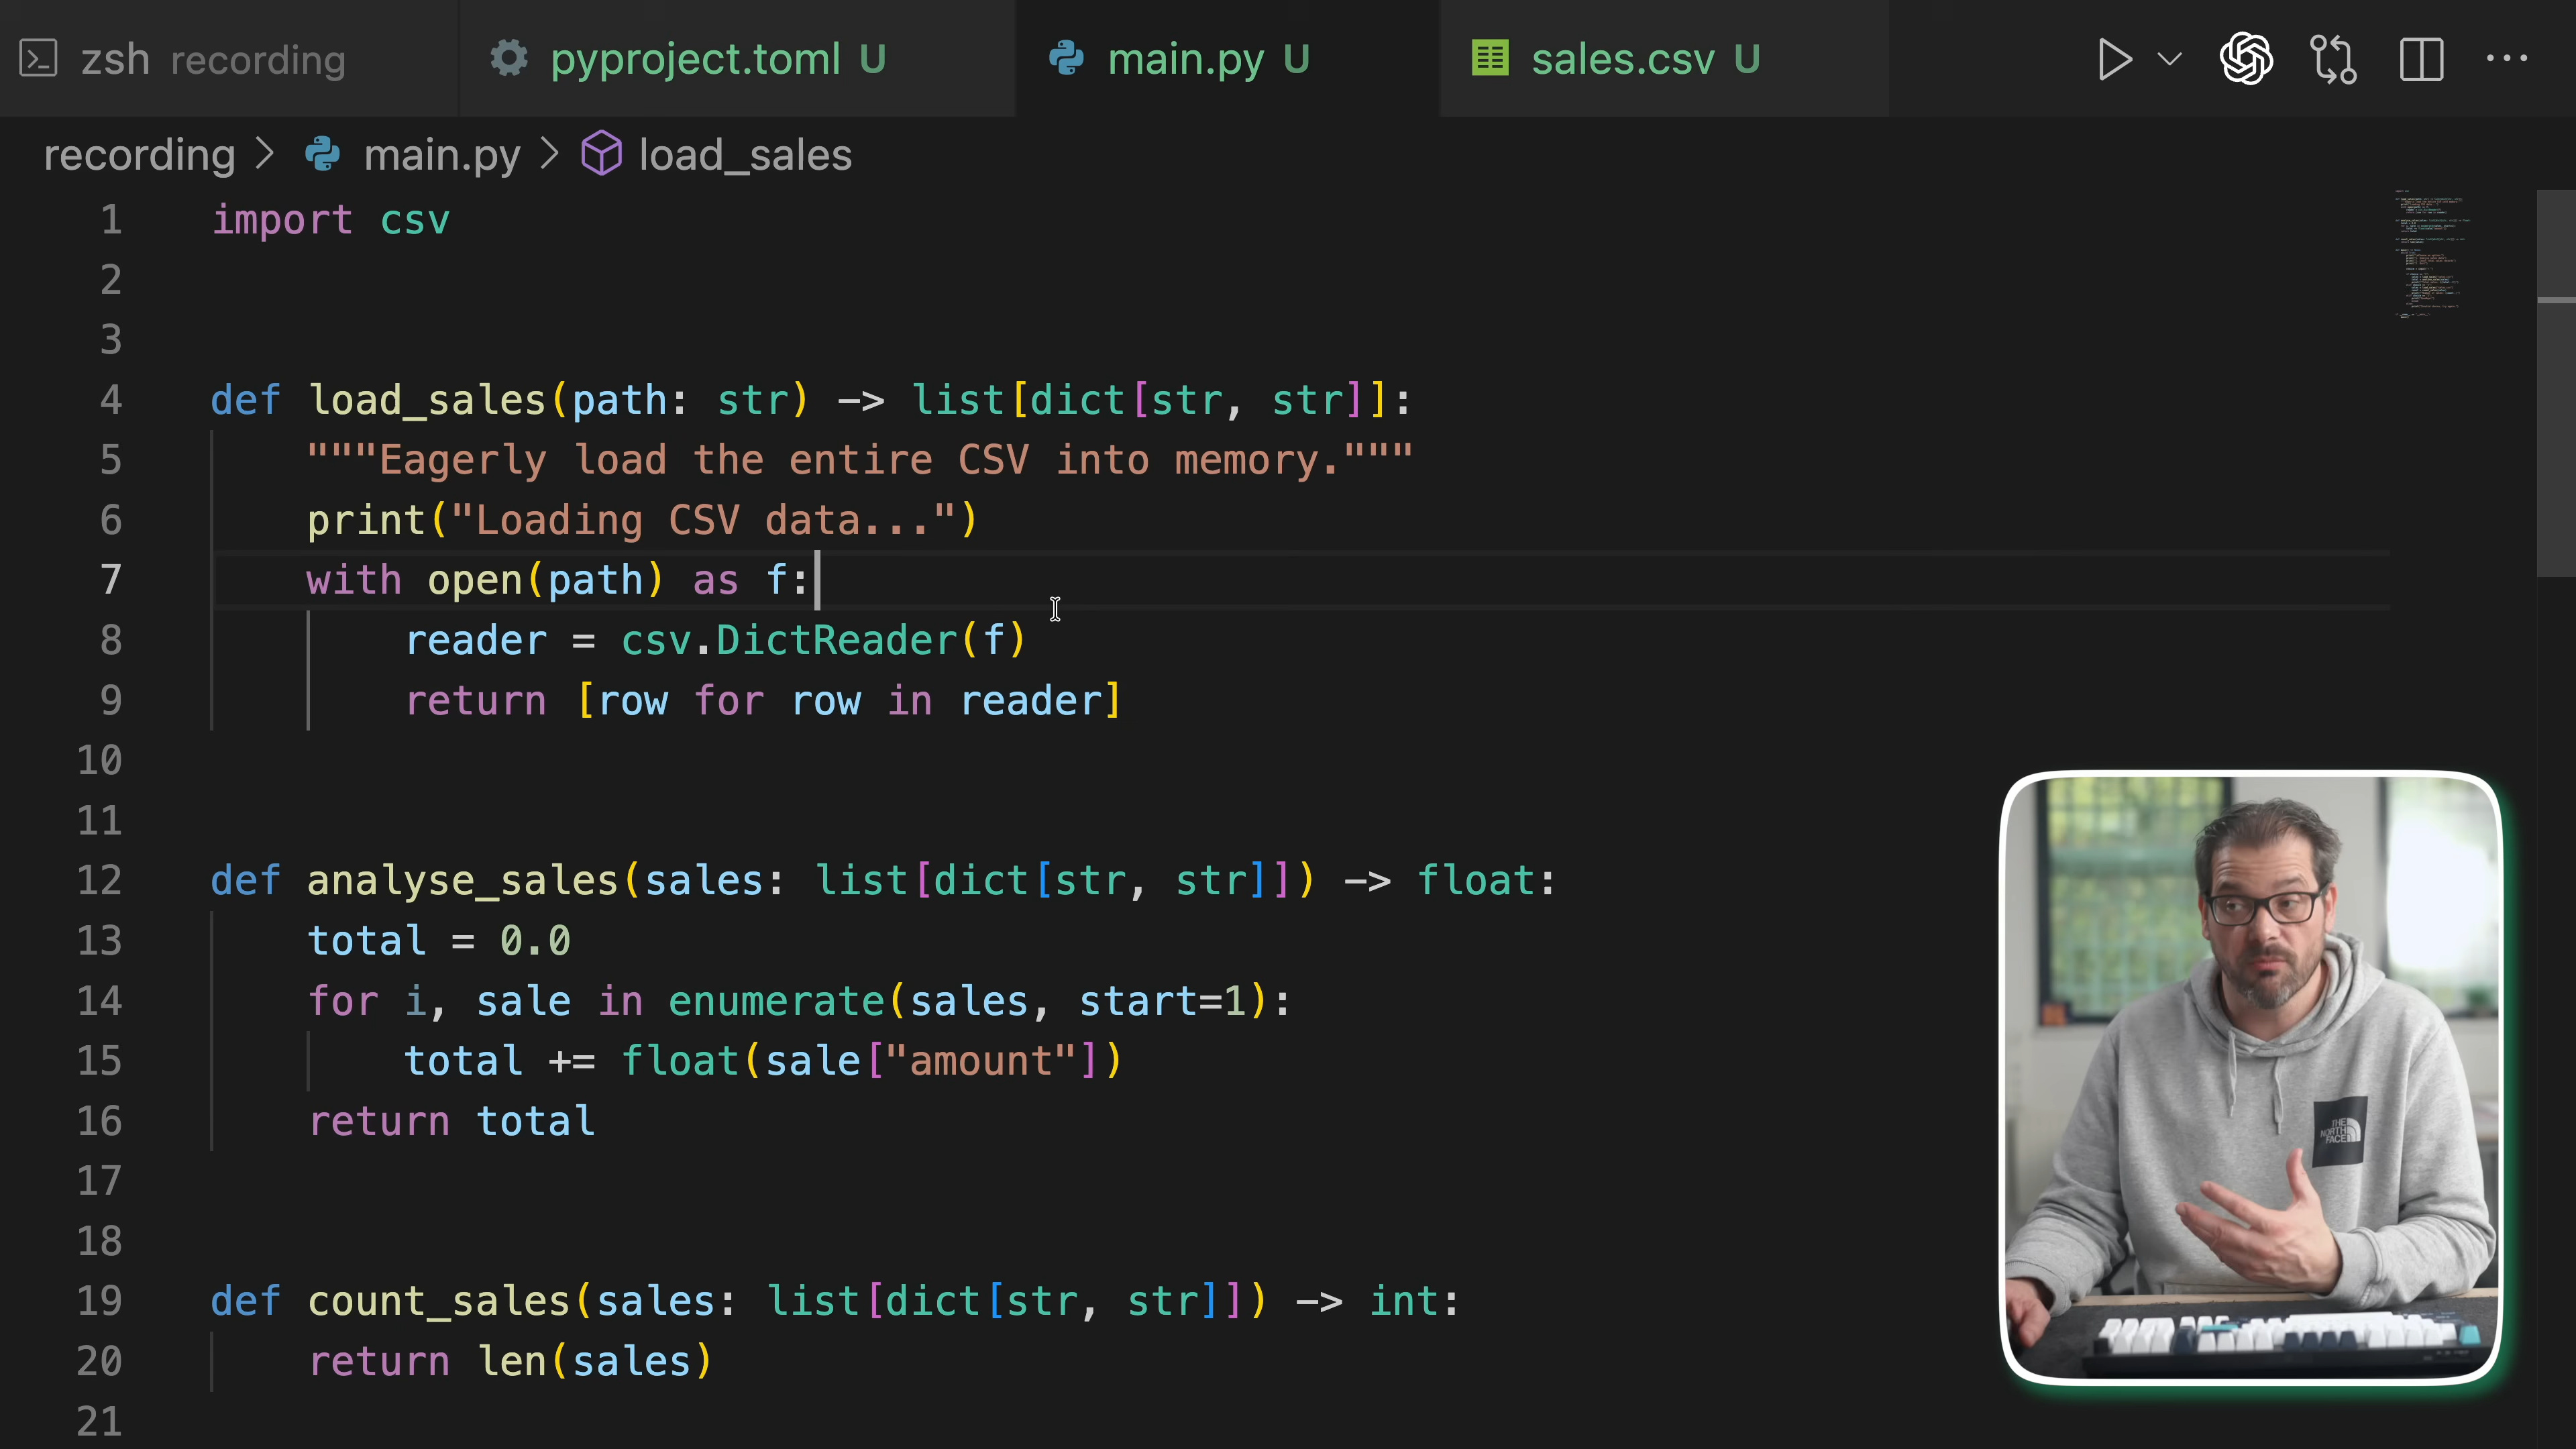 zsh recording
pyproject.toml U
main.py U
sales.csv U
recording > main.py > load_sales
1 import csv
2
3
4 def load_sales(path: str) -> list[dict[str, str]]:
5 """Eagerly load the entire CSV into memory."""
6 print("Loading CSV data...")
7 with open(path) as f:
8 reader = csv.DictReader(f)
9 return [row for row in reader]
10
11
12 def analyse_sales(sales: list[dict[str, str]]) -> float:
13 total = 0.0
14 for i, sale in enumerate(sales, start=1):
15 total += float(sale["amount"])
16 return total
17
18
19 def count_sales(sales: list[dict[str, str]]) -> int:
20 return len(sales)
21
THE
NORTH
FACE